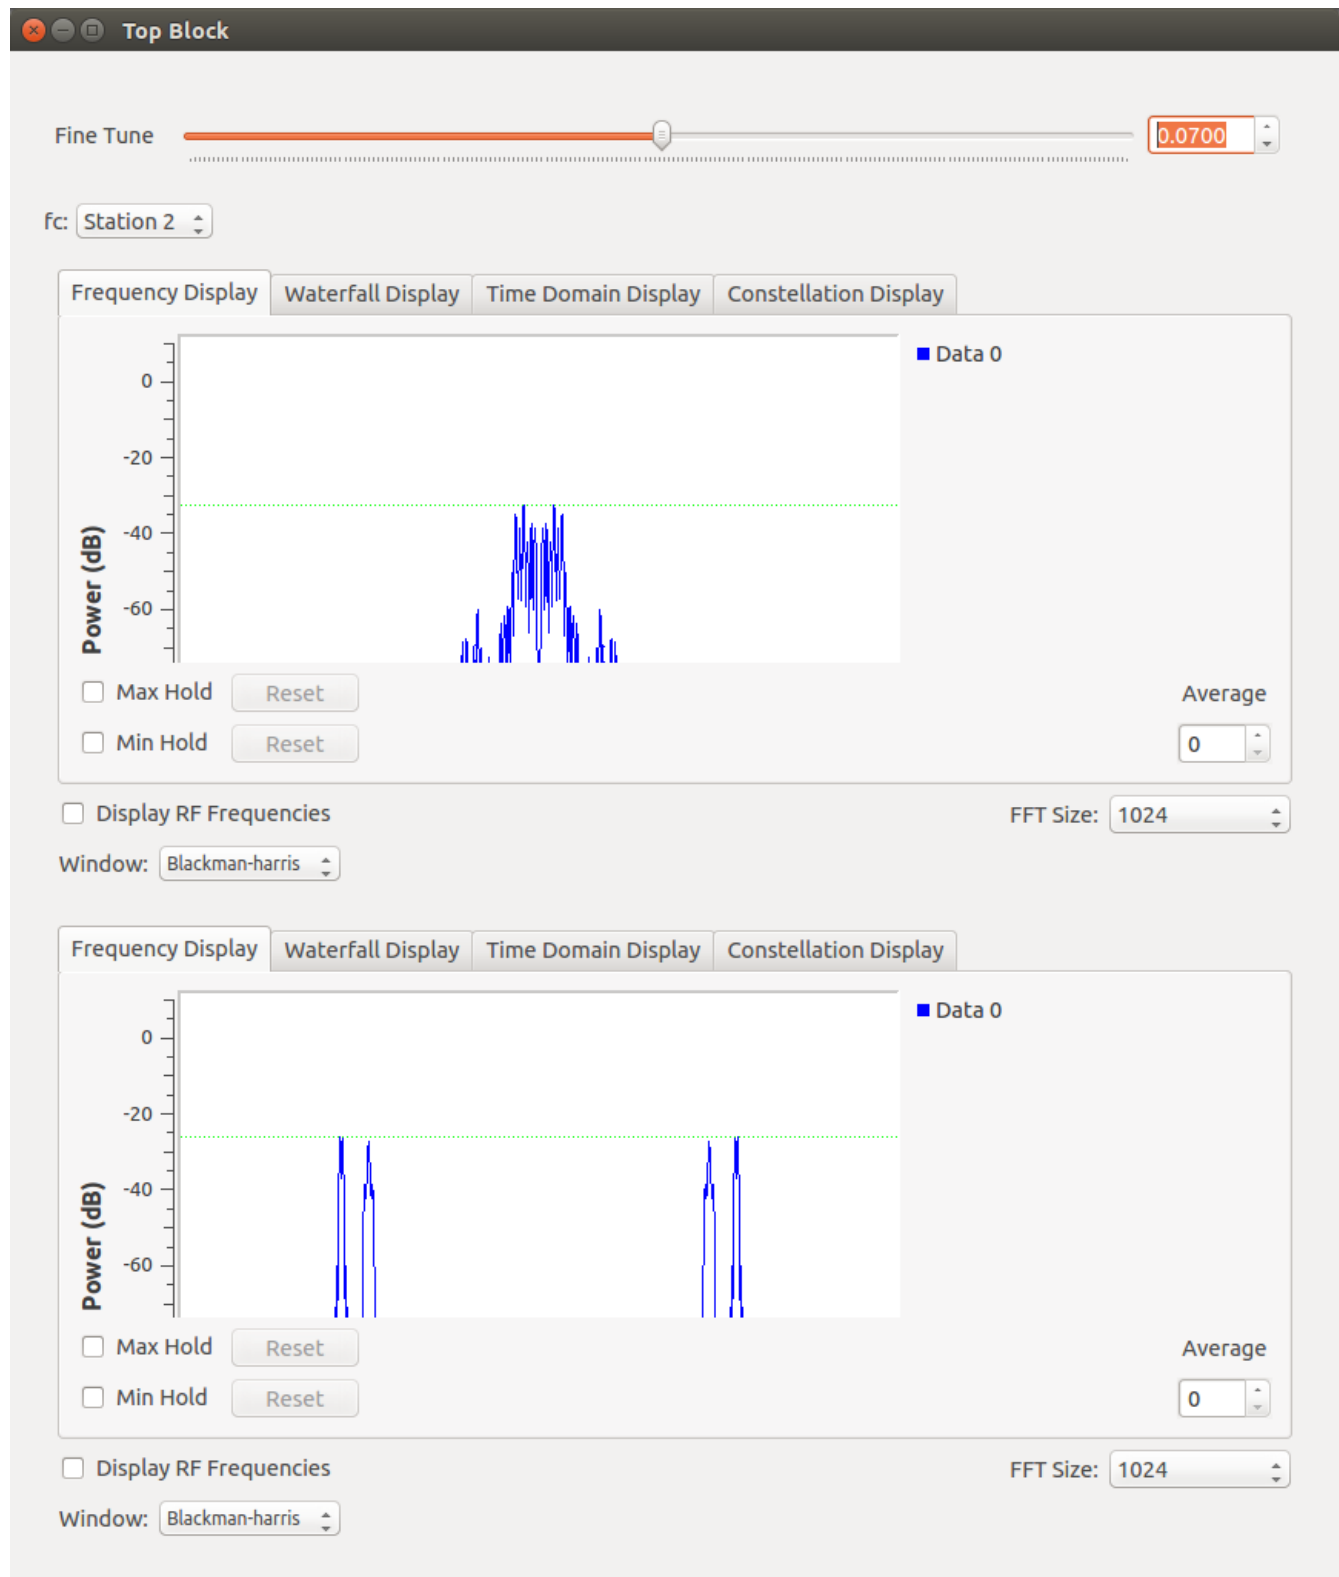 Top Block
Fine Tune 0.0700
fc: Station 2
Frequency Display Waterfall Display Time Domain Display Constellation Display
Data 0
0
-20
-40
-60
Power (dB)
Max Hold Reset Average
Min Hold Reset 0
Display RF Frequencies FFT Size: 1024
Window: Blackman-harris
Frequency Display Waterfall Display Time Domain Display Constellation Display
Data 0
0
-20
-40
-60
Power (dB)
Max Hold Reset Average
Min Hold Reset 0
Display RF Frequencies FFT Size: 1024
Window: Blackman-harris